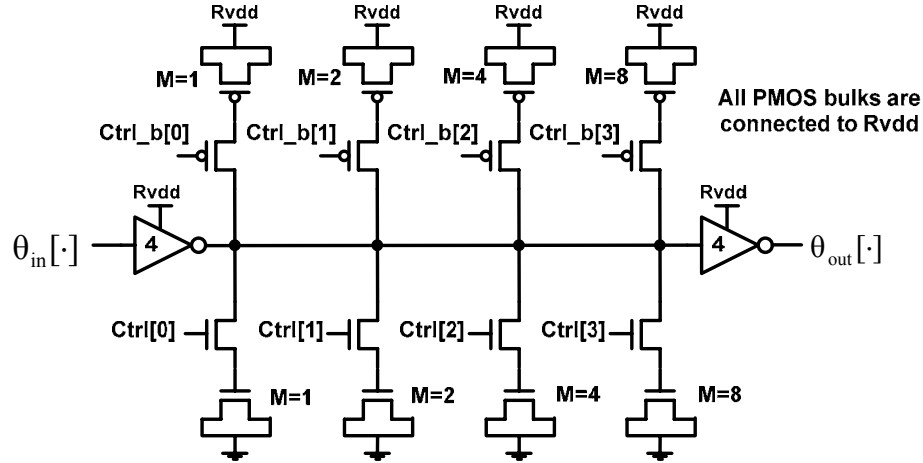 Rvdd Rvdd Rvdd Rvdd
M=1 M=2 M=4 M=8
All PMOS bulks are
connected to Rvdd
Ctrl_b[0] Ctrl_b[1] Ctrl_b[2] Ctrl_b[3]
Rvdd Rvdd
θin[·] 4 4 θout[·]
Ctrl[0] Ctrl[1] Ctrl[2] Ctrl[3]
M=1 M=2 M=4 M=8